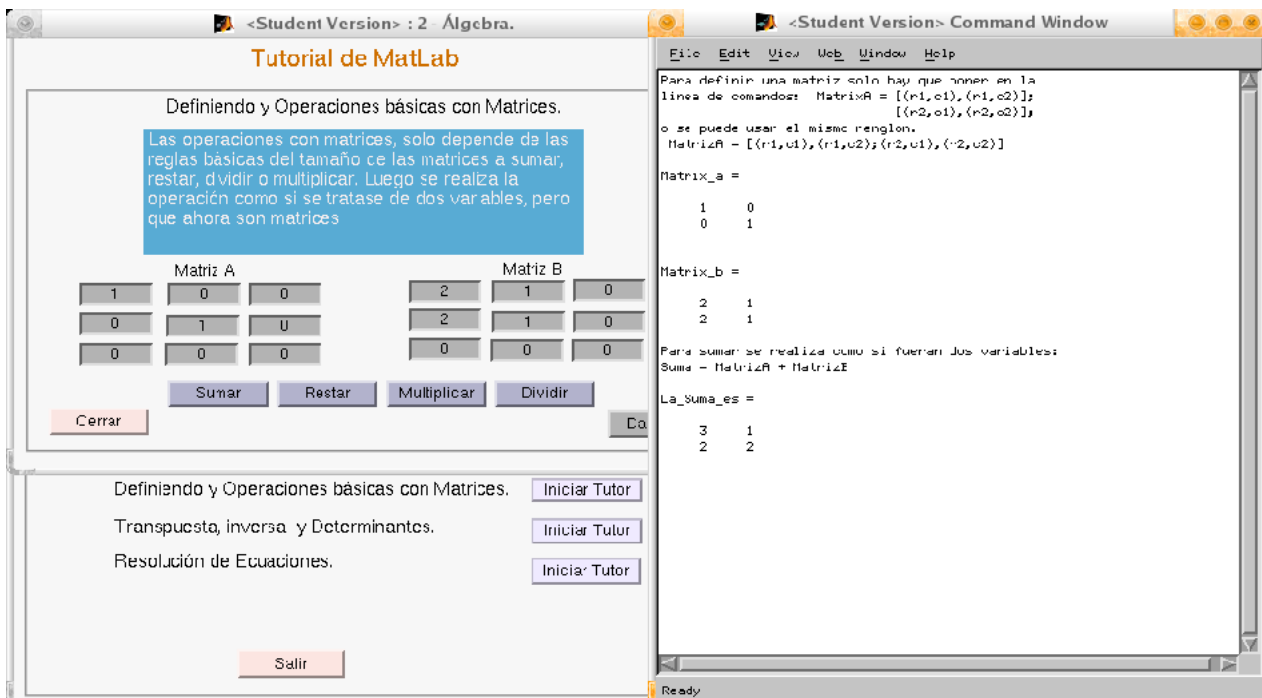 <Student Version> : 2 - Álgebra.
Tutorial de MatLab
Definiendo y Operaciones básicas con Matrices.
Las operaciones con matrices, solo depende de las
reglas básicas del tamaño de las matrices a sumar,
restar, dividir o multiplicar. Luego se realiza la
operación como si se tratase de dos variables, pero
que ahora son matrices
Matriz A
Matriz B
1 0 0
2 1 0
0 1 0
2 1 0
0 0 0
0 0 0
Sumar Restar Multiplicar Dividir
Cerrar
Definiendo y Operaciones básicas con Matrices. Iniciar Tutor
Transpuesta, inversa y Determinantes. Iniciar Tutor
Resolución de Ecuaciones. Iniciar Tutor
Salir
<Student Version> Command Window
File Edit View Web Window Help
Para definir una matriz solo hay que poner en la
linea de comandos: MatrixA = [(r1,c1),(r1,c2)];
[(r2,c1),(r2,c2)];
o se puede usar el mismo renglon.
MatrizA = [(r1,c1),(r1,c2);(r2,c1),(r2,c2)]
Matrix_a =
1 0
0 1
Matrix_b =
2 1
2 1
Para sumar se realiza como si fueran dos variables:
Suma = MatrizA + MatrizB
La_Suma_es =
3 1
2 2
Ready